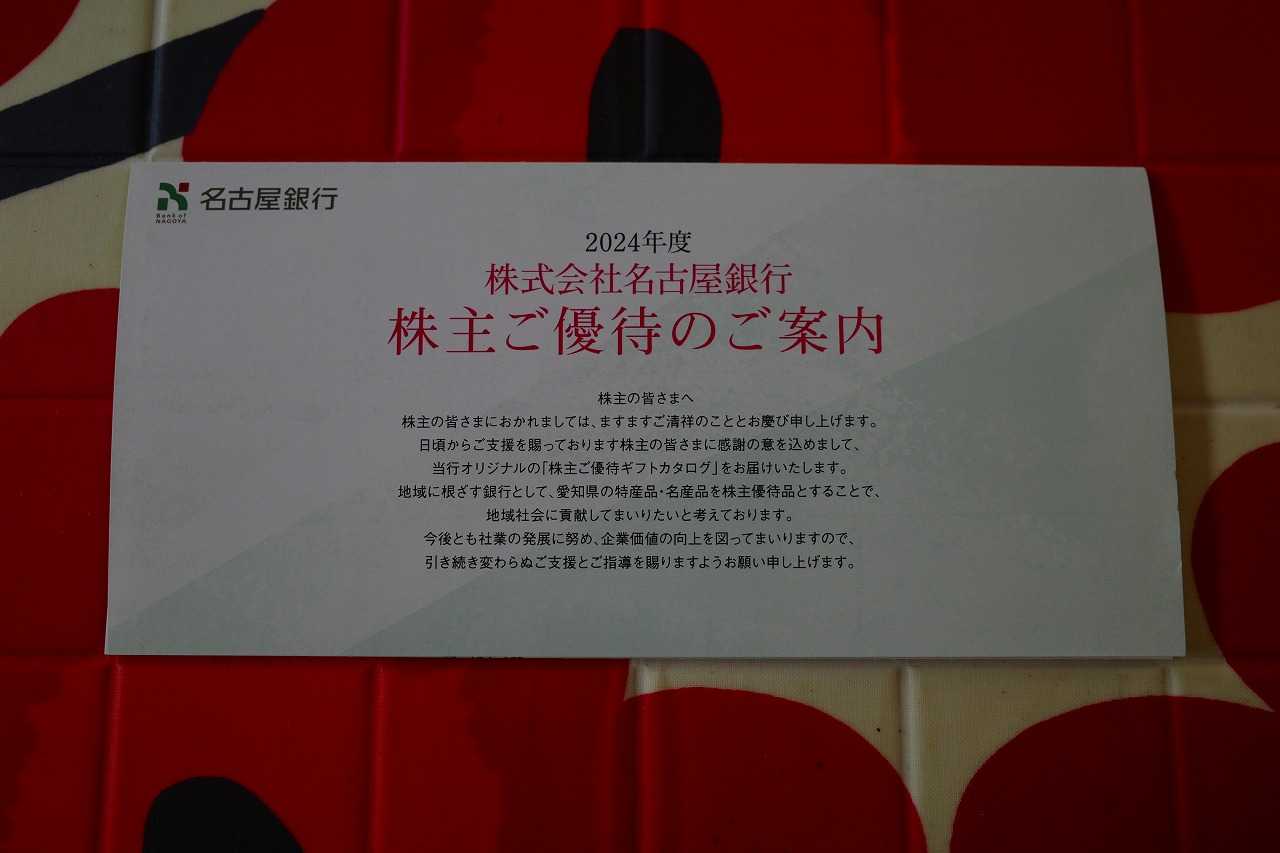 名古屋銀行
Bank of
NAGOYA
2024年度
株式会社名古屋銀行
株主ご優待のご案内
株主の皆さまへ
株主の皆さまにおかれましては、ますますご清祥のこととお慶び申し上げます。
日頃からご支援を賜っております株主の皆さまに感謝の意を込めまして、
当行オリジナルの「株主ご優待ギフトカタログ」をお届けいたします。
地域に根ざす銀行として、愛知県の特産品・名産品を株主優待品とすることで、
地域社会に貢献してまいりたいと考えております。
今後とも社業の発展に努め、企業価値の向上を図ってまいりますので、
引き続き変わらぬご支援とご指導を賜りますようお願い申し上げます。